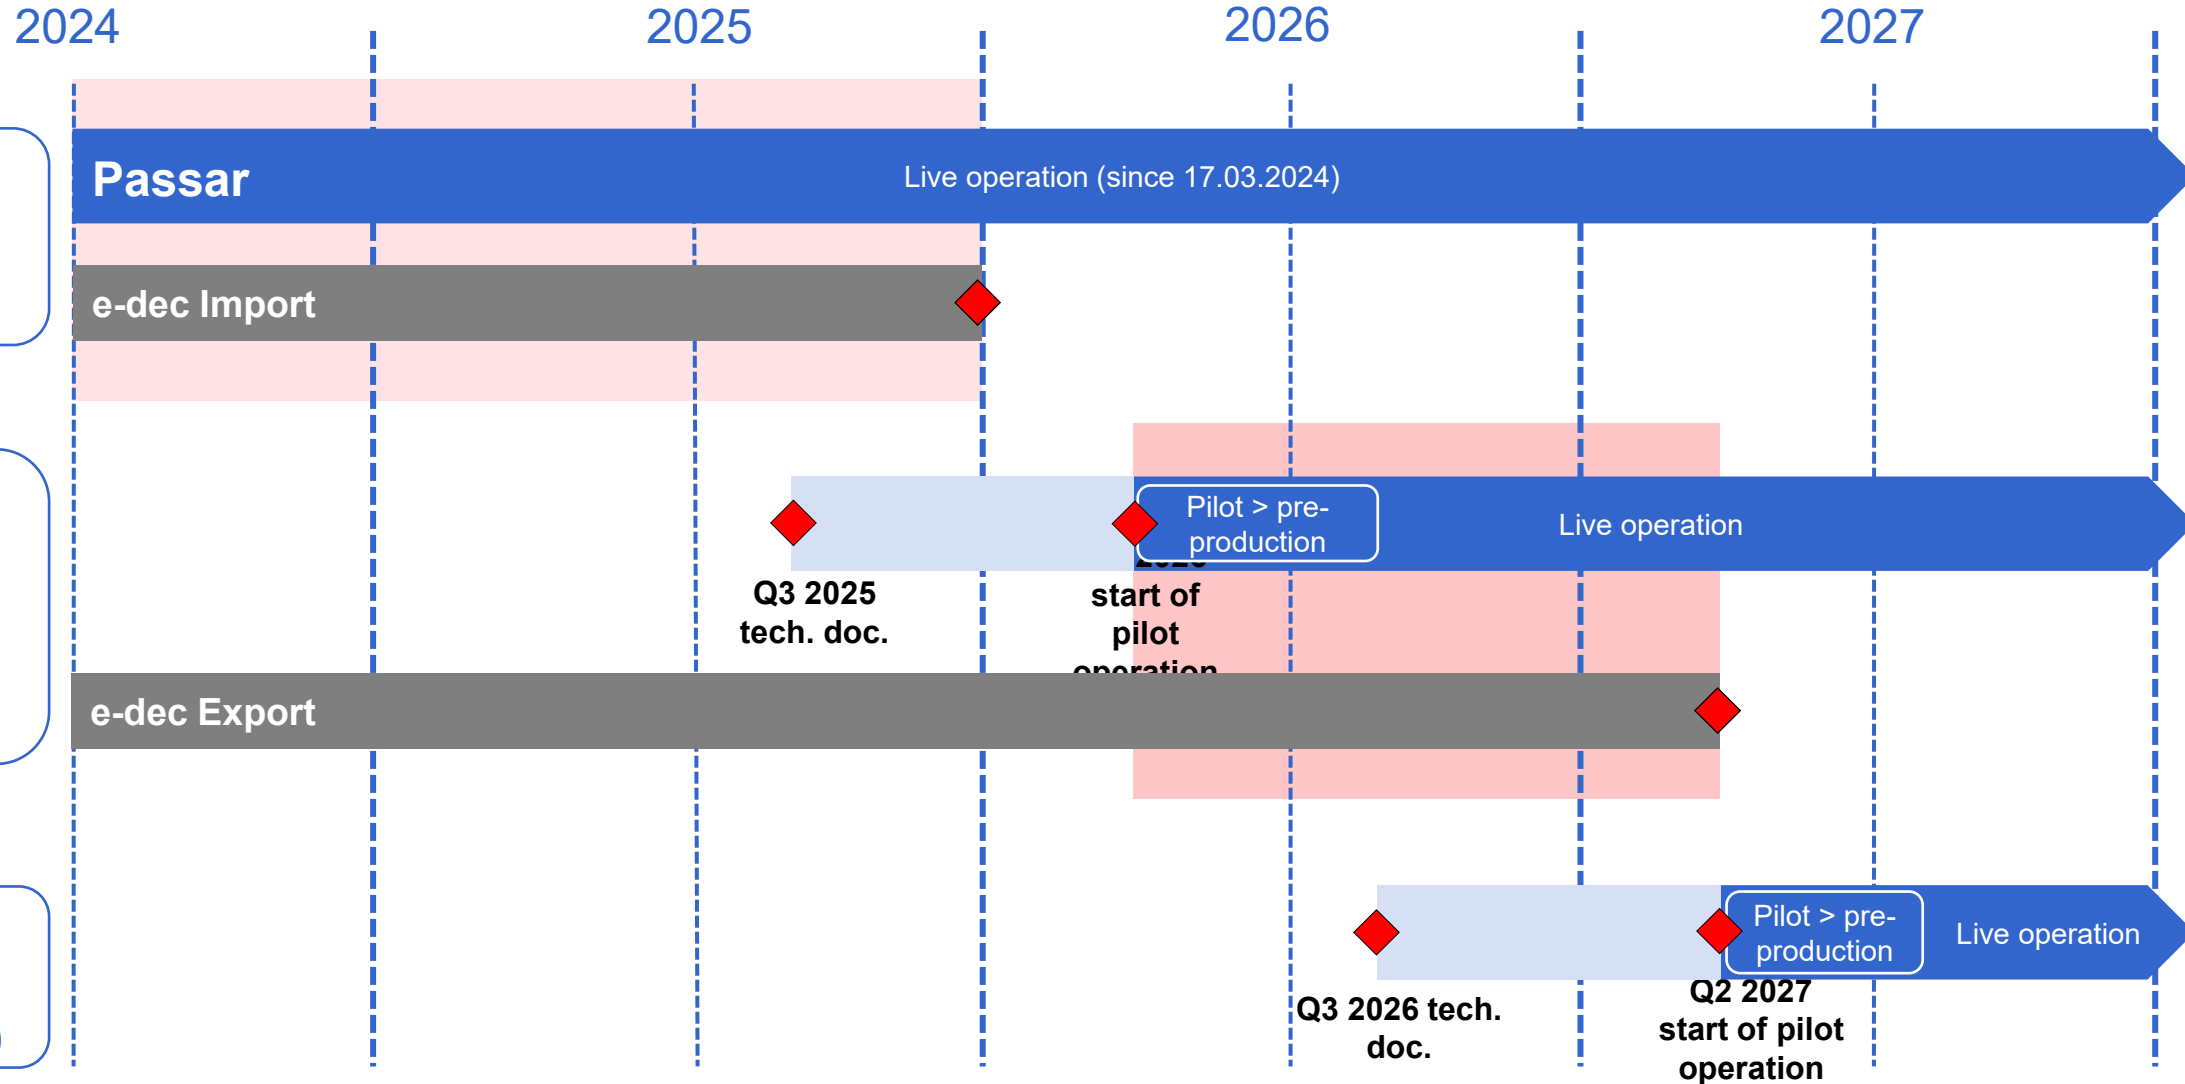 2024
2025
2026
2027
Passar
Live operation (since 17.03.2024)
e-dec Import
Pilot > pre-
production
Live operation
Q3 2025
tech. doc.
2026
start of
pilot
operation
e-dec Export
Pilot > pre-
production
Live operation
Q3 2026 tech.
doc.
Q2 2027
start of pilot
operation